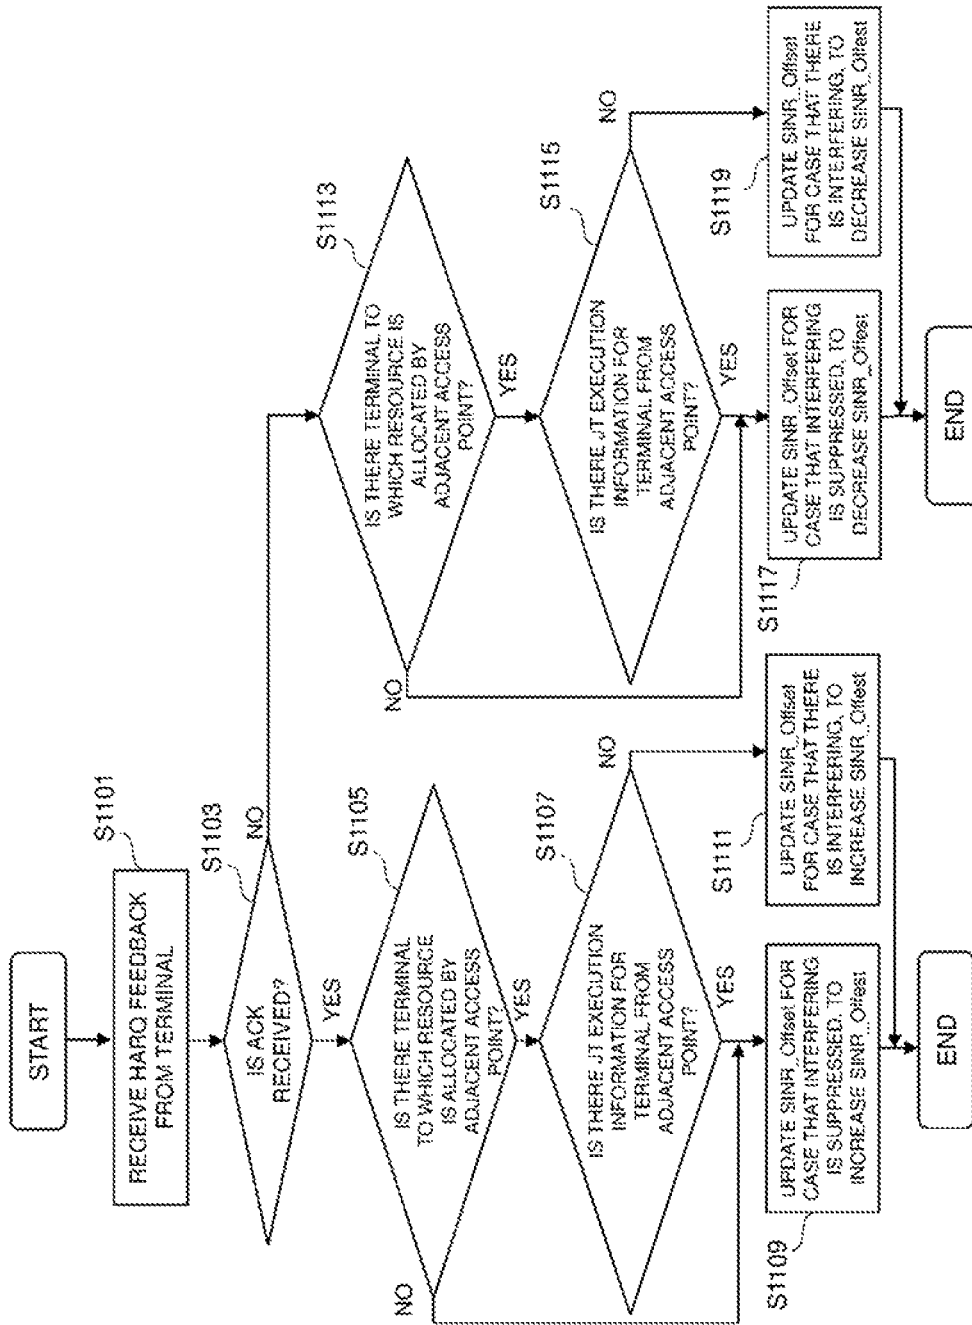 START
RECEIVE HARQ FEEDBACK
FROM TERMINAL
S1101
IS ACK
RECEIVED?
S1103
NO
YES
IS THERE TERMINAL
TO WHICH RESOURCE
IS ALLOCATED BY
ADJACENT ACCESS
POINT?
S1105
NO
YES
IS THERE JT EXECUTION
INFORMATION FOR
TERMINAL FROM
ADJACENT ACCESS
POINT?
S1107
NO
YES
UPDATE SINR_Offset FOR
CASE THAT INTERFERING
IS SUPPRESSED, TO
INCREASE SINR_Offest
S1109
UPDATE SINR_Offset
FOR CASE THAT THERE
IS INTERFERING, TO
INCREASE SINR_Offest
S1111
END
IS THERE TERMINAL TO
WHICH RESOURCE IS
ALLOCATED BY
ADJACENT ACCESS
POINT?
S1113
NO
YES
IS THERE JT EXECUTION
INFORMATION FOR
TERMINAL FROM
ADJACENT ACCESS
POINT?
S1115
NO
YES
UPDATE SINR_Offset FOR
CASE THAT INTERFERING
IS SUPPRESSED, TO
DECREASE SINR_Offest
S1117
UPDATE SINR_Offset
FOR CASE THAT THERE
IS INTERFERING, TO
DECREASE SINR_Offest
S1119
END